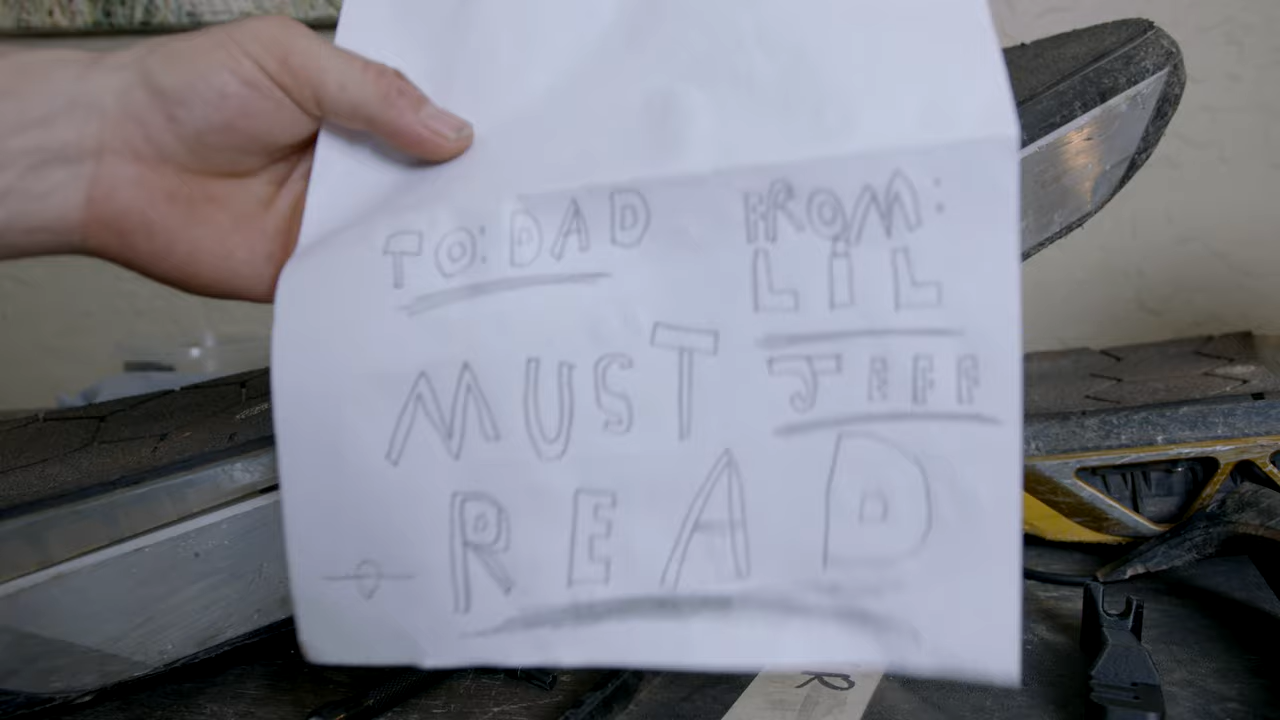 TO: DAD
FROM:
LIL
JEFF
MUST
READ
R